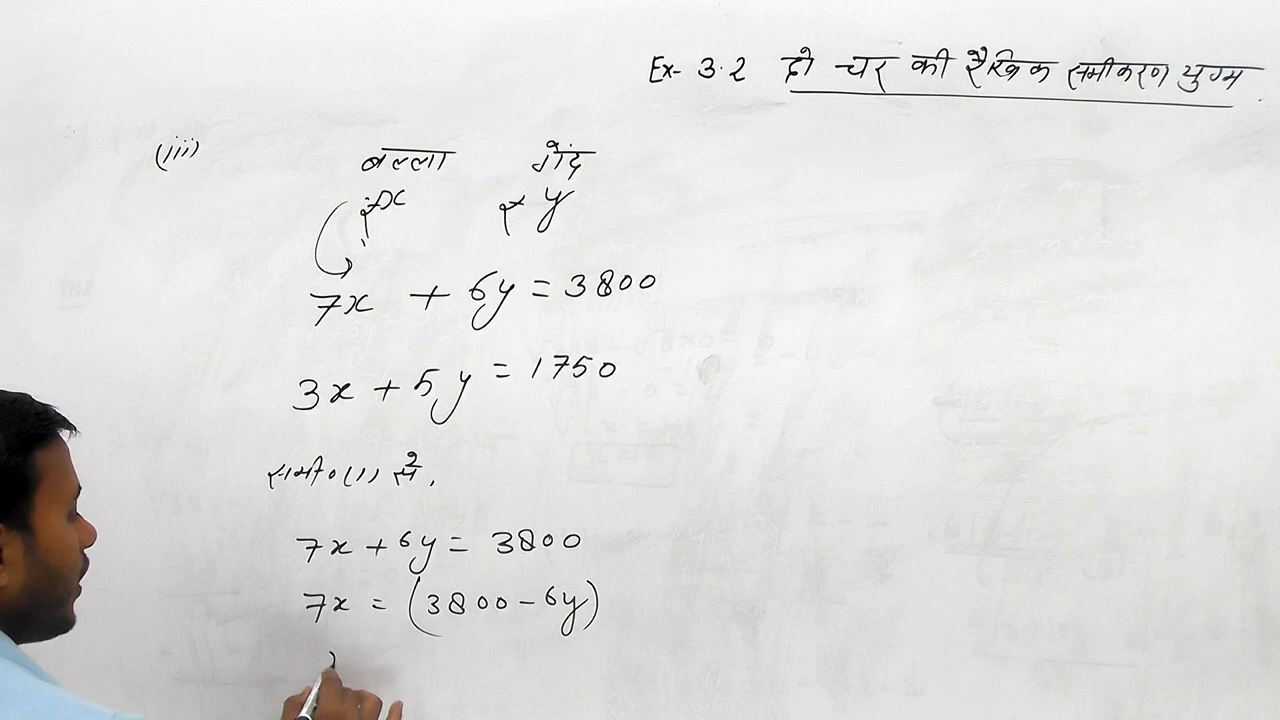 Ex- 3.2 दो चर की रैखिक समीकरण युग्म .
(iii) बल्ला गेंद
₹x ₹y
7x + 6y = 3800
3x + 5y = 1750
समी०(1) से,
7x + 6y = 3800
7x = (3800 - 6y)